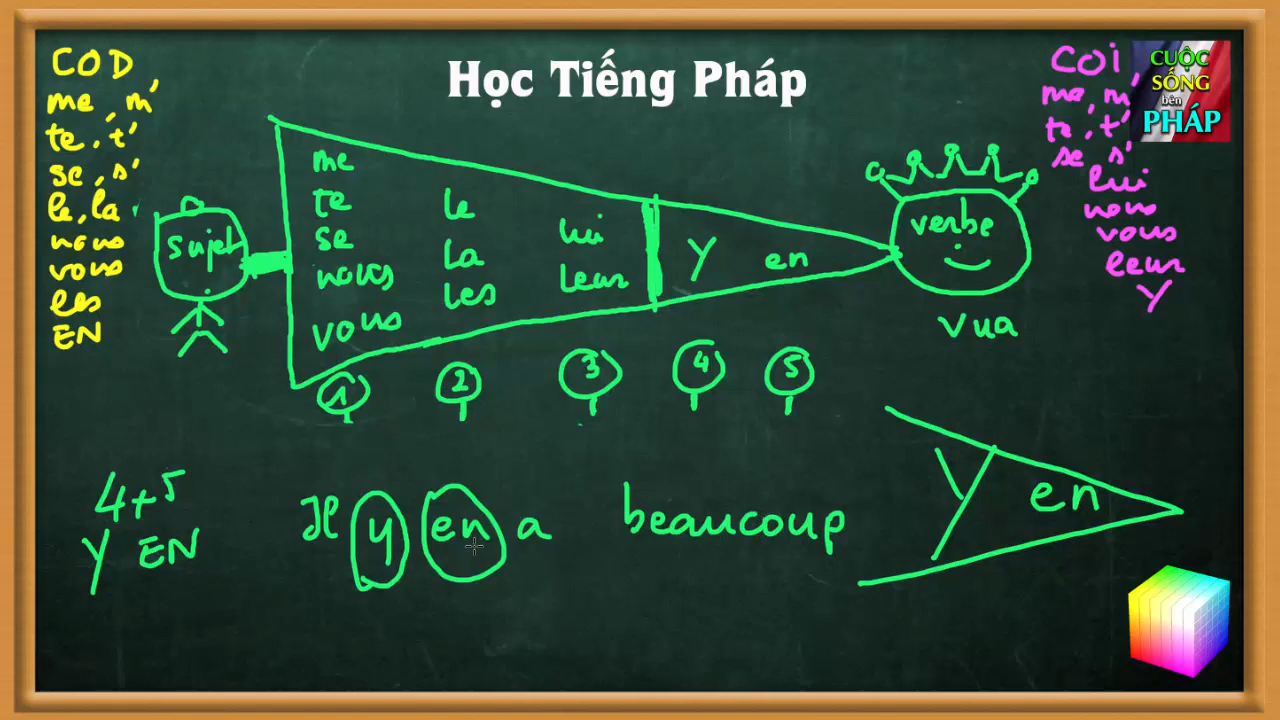 Học Tiếng Pháp
CUỘC
SỐNG
bên
PHÁP
COD
me, m'
te, t'
se, s'
le, la
nous
vous
les
EN
sujet
me
te
se
nous
vous
le
la
les
lui
leur
y
en
verbe
vua
1
2
3
4
5
COI
me, m'
te, t'
se, s'
lui
nous
vous
leur
Y
4+5
Y EN
Il y en a beaucoup
Y en